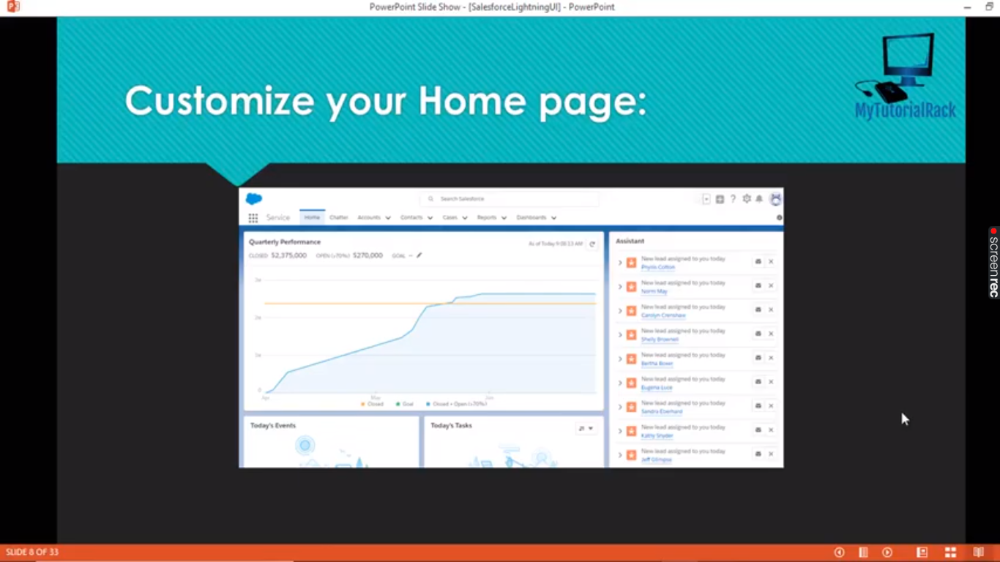 PowerPoint Slide Show - [SalesforceLightningUI] - PowerPoint
Customize your Home page:
MyTutorialRack
Search Salesforce
Service Home Chatter Accounts Contacts Cases Reports Dashboards
Quarterly Performance
As of Today 9:08:13 AM
CLOSED $2,375,000 OPEN (>70%) $270,000 GOAL --
3m
2m
1m
0
Apr May Jun
Closed Goal Closed + Open (>70%)
Today's Events
Today's Tasks
Assistant
New lead assigned to you today
Phyllis Cotton
New lead assigned to you today
Norm May
New lead assigned to you today
Carolyn Crenshaw
New lead assigned to you today
Shelly Brownell
New lead assigned to you today
Bertha Boxer
New lead assigned to you today
Eugena Luce
New lead assigned to you today
Sandra Eberhard
New lead assigned to you today
Kathy Snyder
New lead assigned to you today
Jeff Glimpse
screenrec
SLIDE 8 OF 33